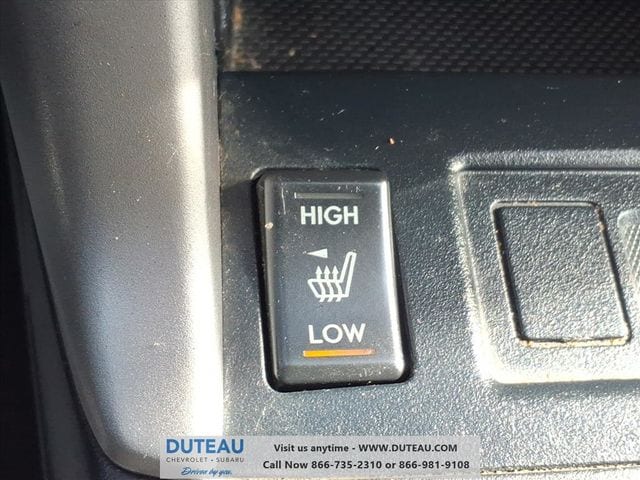 HIGH
LOW
DUTEAU
CHEVROLET • SUBARU
Driven by you.
Visit us anytime - WWW.DUTEAU.COM
Call Now 866-735-2310 or 866-981-9108